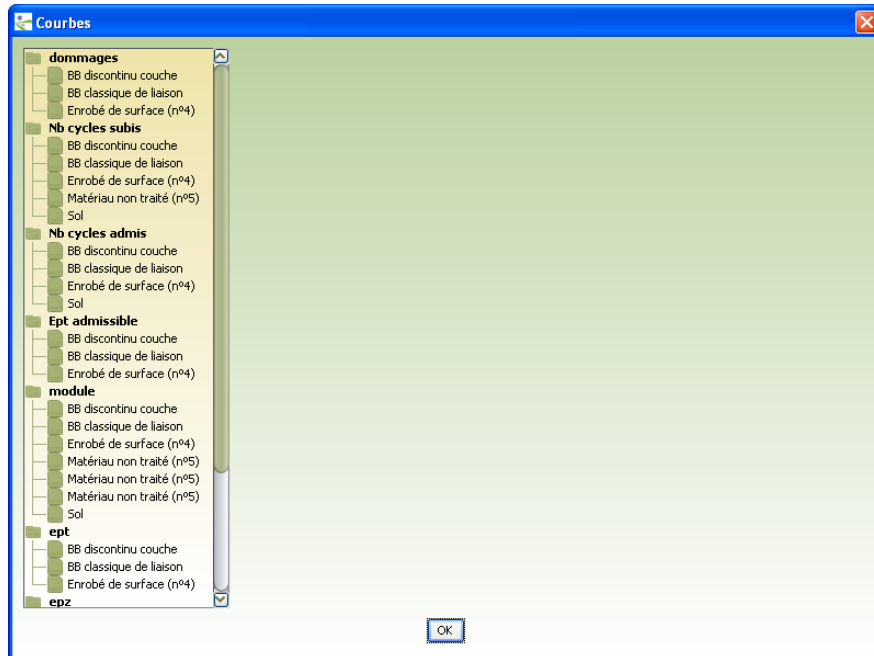 Courbes
dommages
BB discontinu couche
BB classique de liaison
Enrobé de surface (nº4)
Nb cycles subis
BB discontinu couche
BB classique de liaison
Enrobé de surface (nº4)
Matériau non traité (nº5)
Sol
Nb cycles admis
BB discontinu couche
BB classique de liaison
Enrobé de surface (nº4)
Sol
Ept admissible
BB discontinu couche
BB classique de liaison
Enrobé de surface (nº4)
module
BB discontinu couche
BB classique de liaison
Enrobé de surface (nº4)
Matériau non traité (nº5)
Matériau non traité (nº5)
Matériau non traité (nº5)
Sol
ept
BB discontinu couche
BB classique de liaison
Enrobé de surface (nº4)
epz
OK